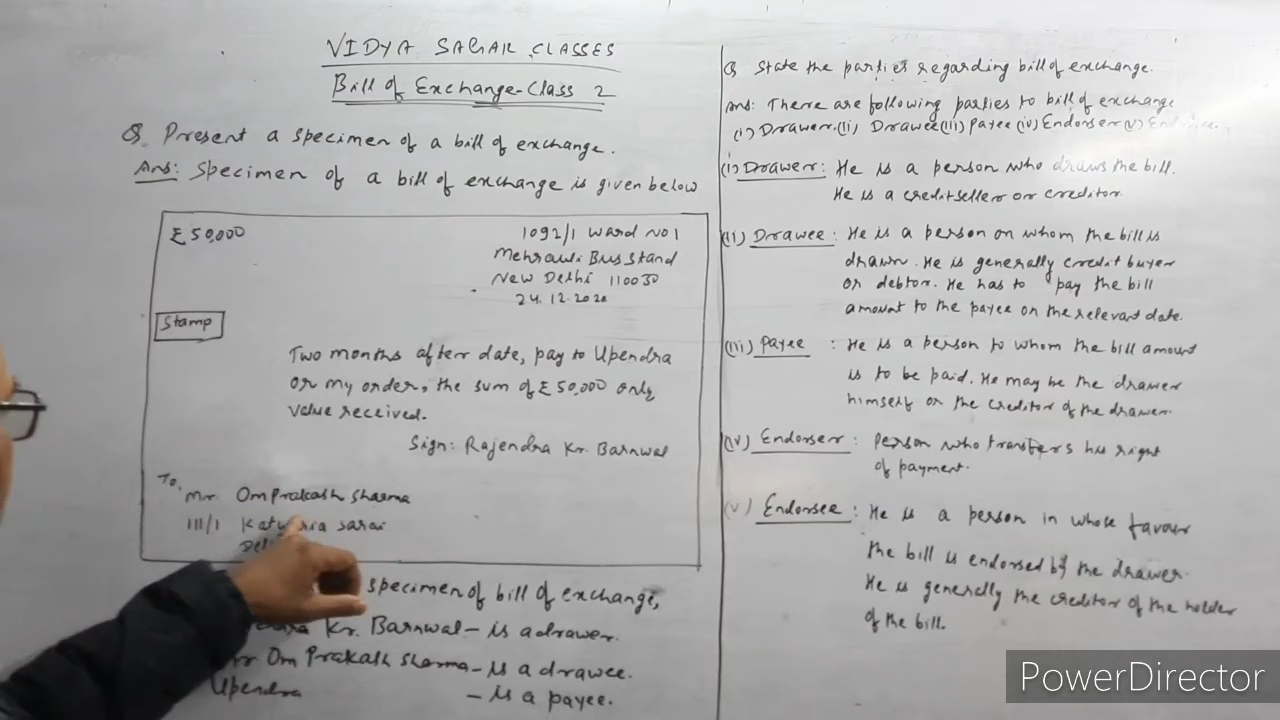 VIDYA SAGAR CLASSES
Bill of Exchange-Class 2
Q. Present a specimen of a bill of exchange.
Ans: Specimen of a bill of exchange is given below
₹ 50,000
1092/1 Ward No 1
Mehrauli Bus Stand
New Delhi 110030
24.12.2020
Stamp
Two months after date, pay to Upendra
or my order, the sum of ₹ 50,000 only
value received.
Sign: Rajendra Kr. Barnwal
To,
Mr. Om Prakash Sharma
111/1 Sarai
specimen of bill of exchange,
Kr. Barnwal - is a drawer.
Om Prakash Sharma - is a drawee.
Upendra - is a payee.
Q State the parties regarding bill of exchange.
Ans: There are following parties to bill of exchange
(i) Drawer (ii) Drawee (iii) Payee (iv) Endorser (v)
(i) Drawer: He is a person who draws the bill.
He is a credit seller or creditor.
(ii) Drawee: He is a person on whom the bill is
drawn. He is generally credit buyer
or debtor. He has to pay the bill
amount to the payee on the relevant date.
(iii) Payee : He is a person to whom the bill amount
is to be paid. He may be the drawer
himself or the creditor of the drawer.
(iv) Endorser: Person who transfers his right
of payment.
(v) Endorsee: He is a person in whose favour
the bill is endorsed by the drawer.
He is generally the creditor of the holder
of the bill.
PowerDirector